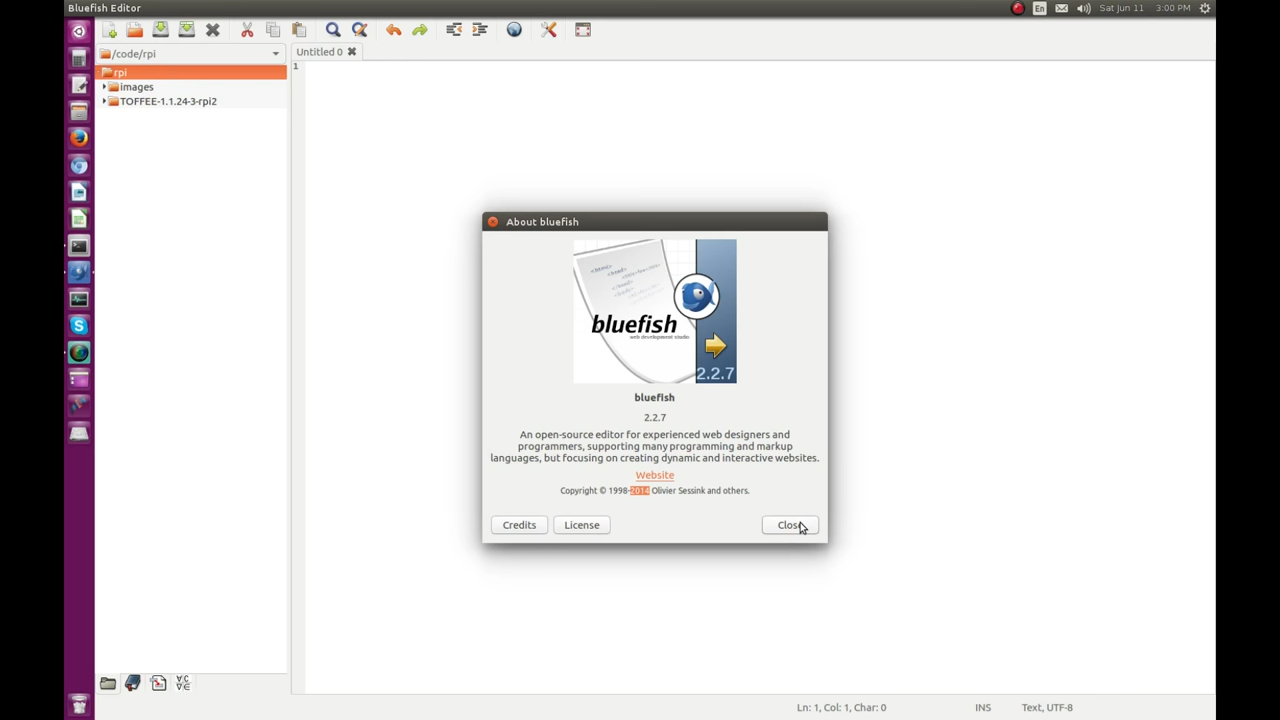 Bluefish Editor
En
Sat Jun 11
3:00 PM
/code/rpi
Untitled 0
rpi
images
TOFFEE-1.1.24-3-rpi2
1
About bluefish
bluefish
web development studio
2.2.7
bluefish
2.2.7
An open-source editor for experienced web designers and
programmers, supporting many programming and markup
languages, but focusing on creating dynamic and interactive websites.
Website
Copyright © 1998-2014 Olivier Sessink and others.
Credits
License
Close
Ln: 1, Col: 1, Char: 0
INS
Text, UTF-8